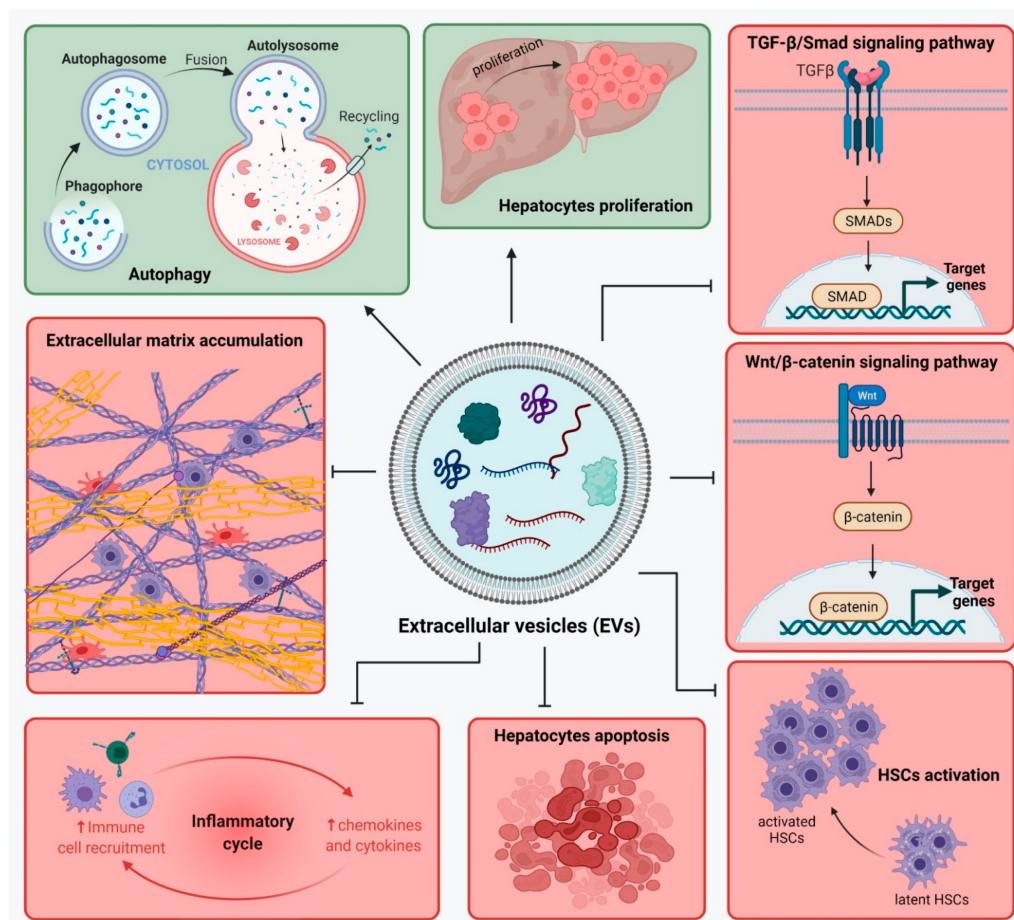 Autophagosome
Fusion
Autolysosome
Recycling
CYTOSOL
Phagophore
LYSOSOME
Autophagy
proliferation
Hepatocytes proliferation
TGF-β/Smad signaling pathway
TGFβ
SMADs
SMAD
Target
genes
Extracellular matrix accumulation
Extracellular vesicles (EVs)
Wnt/β-catenin signaling pathway
Wnt
β-catenin
β-catenin
Target
genes
↑Immune
cell recruitment
Inflammatory
cycle
↑chemokines
and cytokines
Hepatocytes apoptosis
HSCs activation
activated
HSCs
latent HSCs